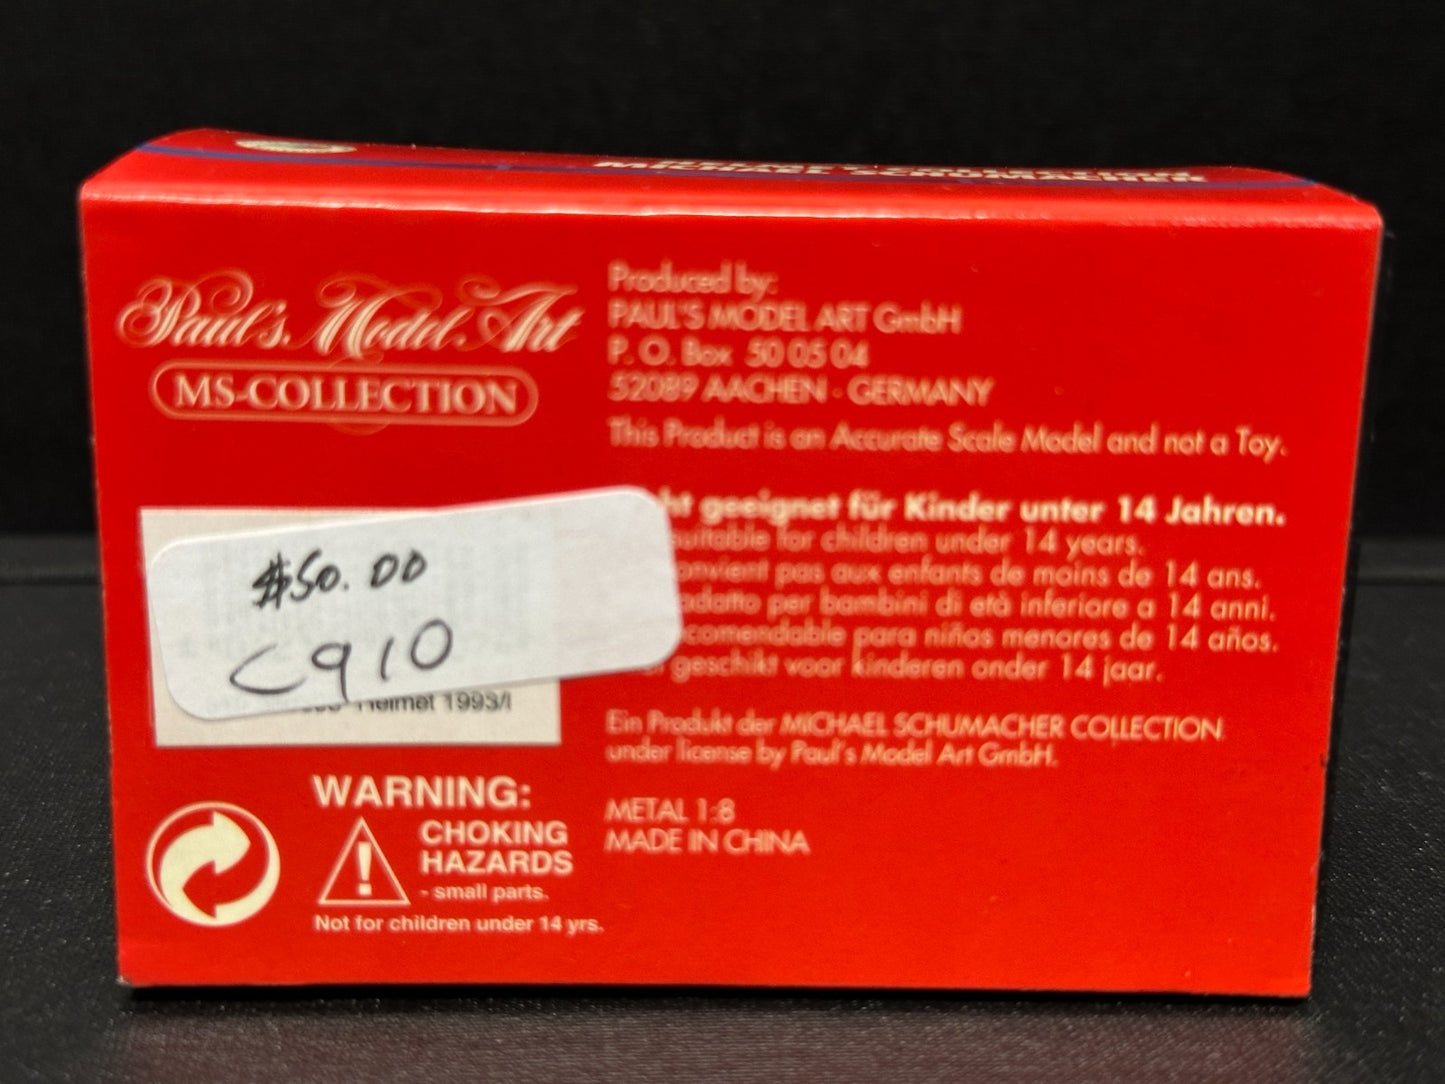 MICHAEL SCHUMACHER
Paul's Model Art
MS-COLLECTION
Produced by:
PAUL'S MODEL ART GmbH
P. O. Box 50 05 04
52089 AACHEN · GERMANY
This Product is an Accurate Scale Model and not a Toy.
geeignet für Kinder unter 14 Jahren.
for children under 14 years.
pas aux enfants de moins de 14 ans.
per bambini di età inferiore a 14 anni.
para niños menores de 14 años.
geschikt voor kinderen onder 14 jaar.
$50.00
C910
Helmet 1993/I
Ein Produkt der MICHAEL SCHUMACHER COLLECTION
under license by Paul's Model Art GmbH.
METAL 1:8
MADE IN CHINA
WARNING:
CHOKING
HAZARDS
- small parts.
Not for children under 14 yrs.